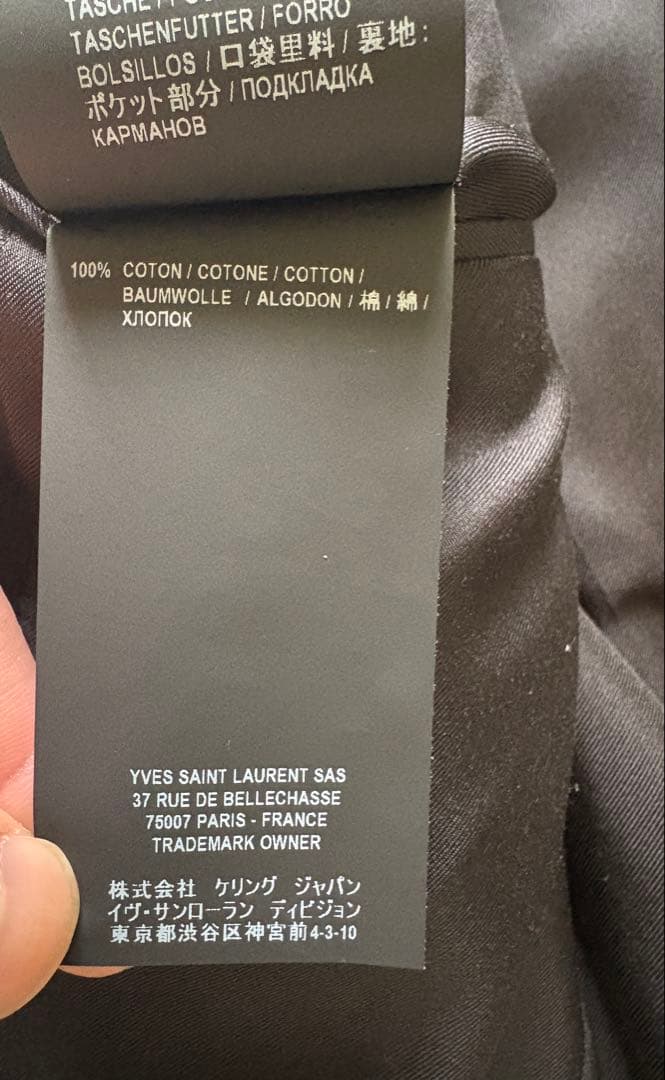 TASCHE /
TASCHENFUTTER / FORRO
BOLSILLOS / 口袋里料 / 裏地:
ポケット部分 / ПОДКЛАДКА
КАРМАНОВ
100% COTON / COTONE / COTTON /
BAUMWOLLE / ALGODON / 棉 / 綿 /
ХЛОПОК
YVES SAINT LAURENT SAS
37 RUE DE BELLECHASSE
75007 PARIS - FRANCE
TRADEMARK OWNER
株式会社 ケリング ジャパン
イヴ・サンローラン ディビジョン
東京都渋谷区神宮前4-3-10